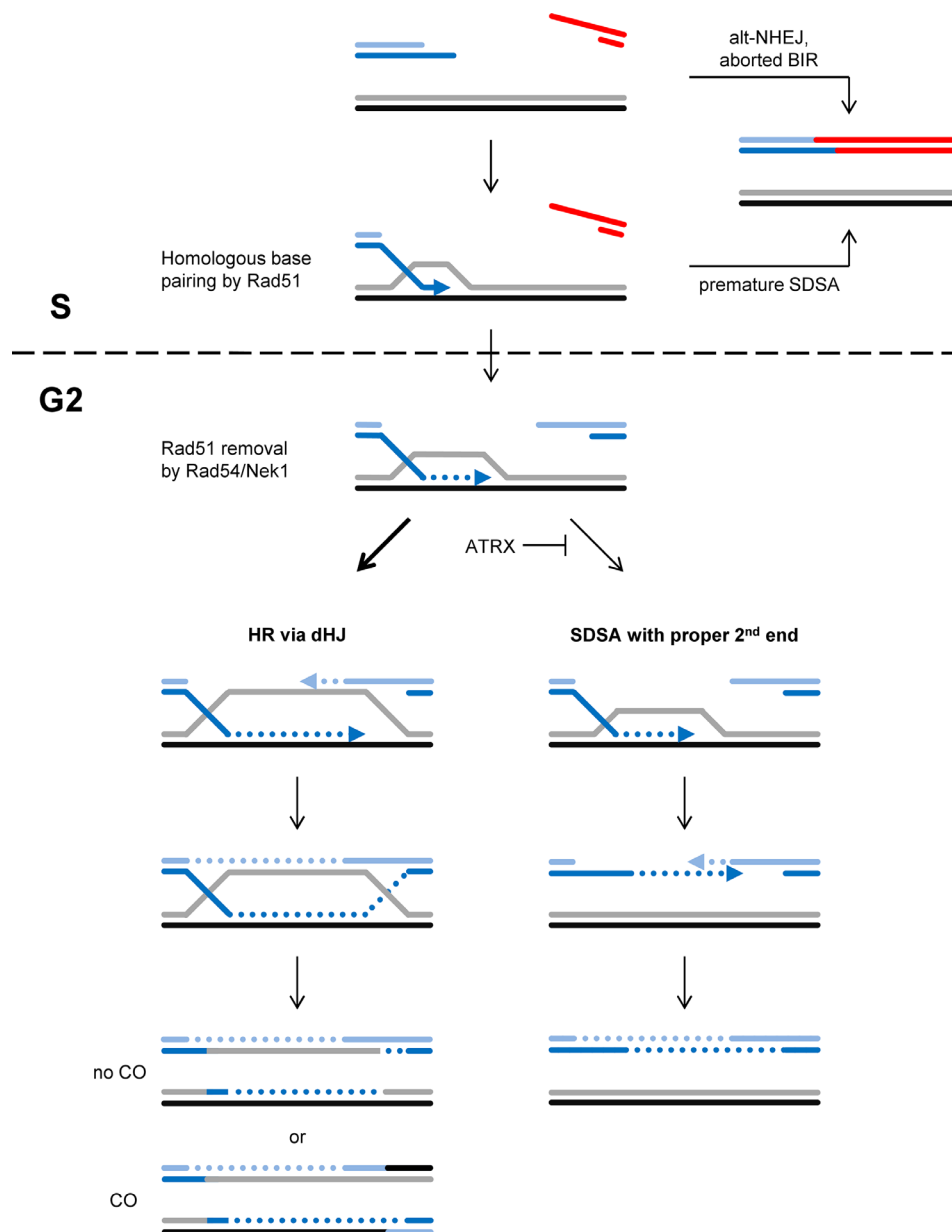 alt-NHEJ,
aborted BIR
Homologous base
pairing by Rad51
premature SDSA
S
G2
Rad51 removal
by Rad54/Nek1
ATRX
HR via dHJ
SDSA with proper 2nd end
no CO
or
CO